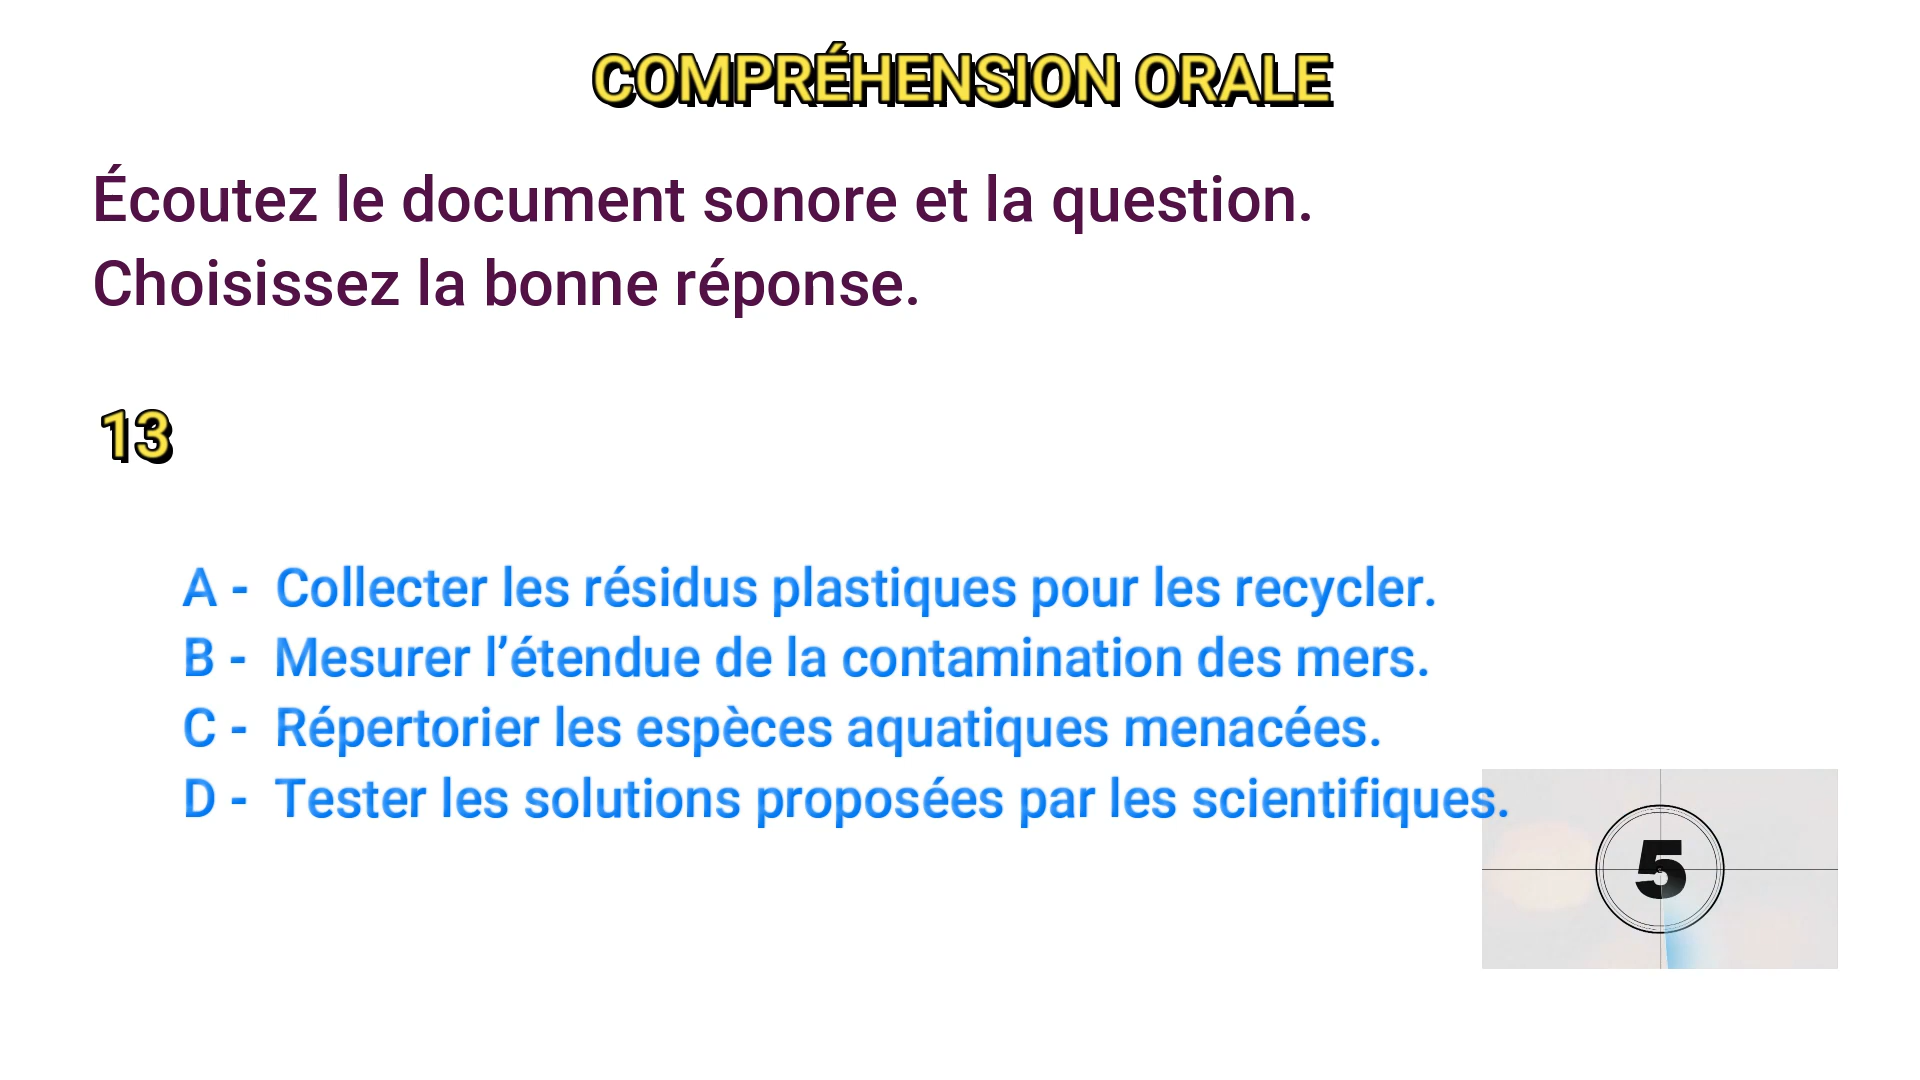 COMPRÉHENSION ORALE
Écoutez le document sonore et la question.
Choisissez la bonne réponse.
13
A - Collecter les résidus plastiques pour les recycler.
B - Mesurer l’étendue de la contamination des mers.
C - Répertorier les espèces aquatiques menacées.
D - Tester les solutions proposées par les scientifiques.
5